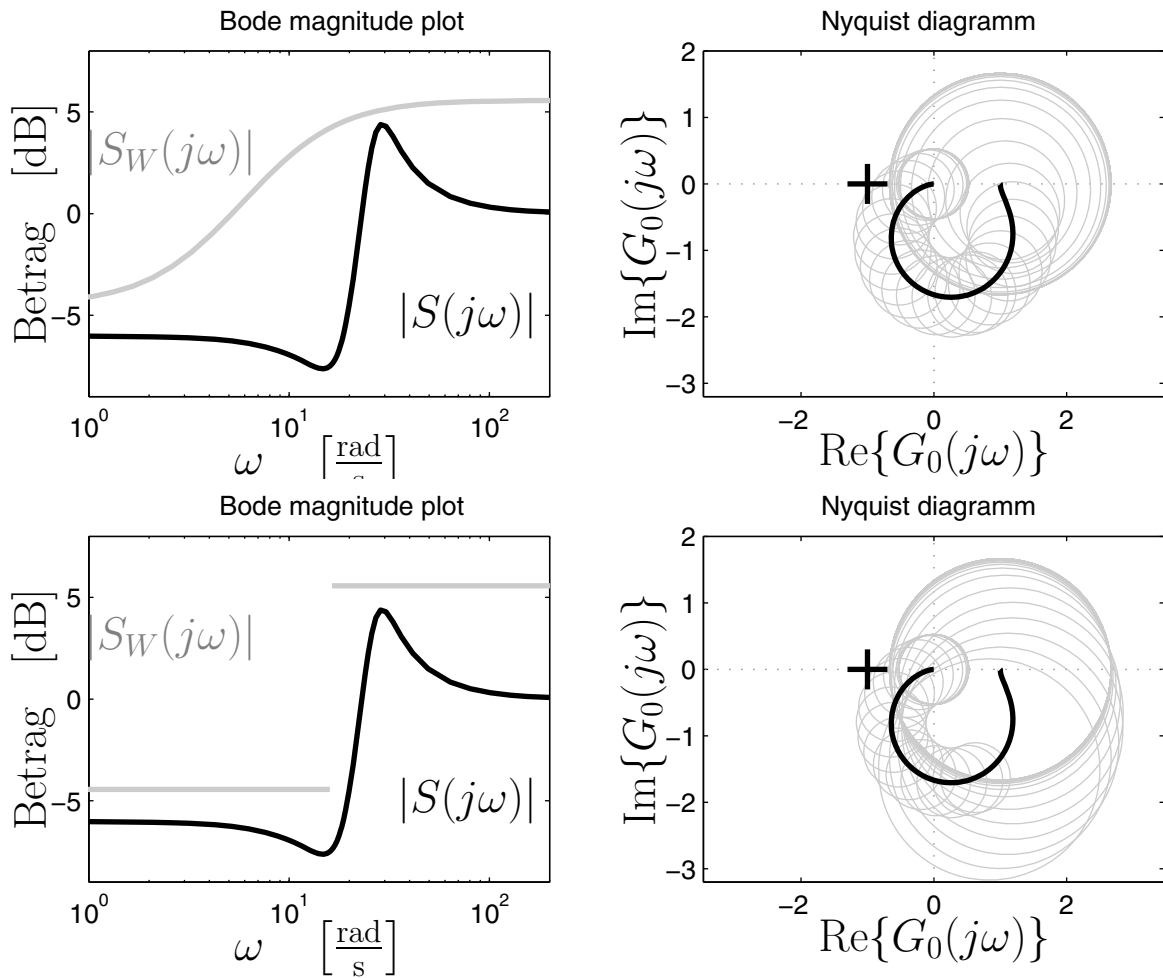 Bode magnitude plot
Betrag [dB]
5
0
−5
|S_W(jω)|
|S(jω)|
10^0
10^1
10^2
ω [rad/s]
Nyquist diagramm
Im{G_0(jω)}
2
1
0
−1
−2
−3
−2
0
2
Re{G_0(jω)}
Bode magnitude plot
Betrag [dB]
5
0
−5
|S_W(jω)|
|S(jω)|
10^0
10^1
10^2
ω [rad/s]
Nyquist diagramm
Im{G_0(jω)}
2
1
0
−1
−2
−3
−2
0
2
Re{G_0(jω)}